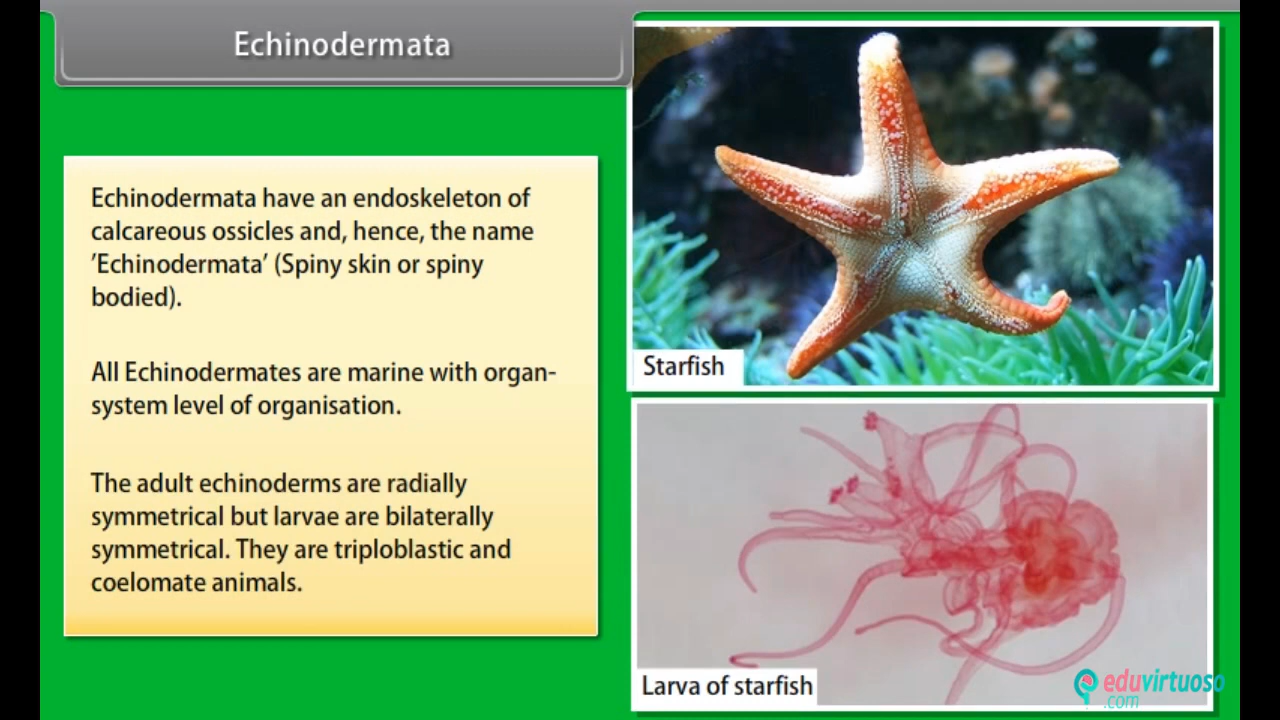 Echinodermata
Echinodermata have an endoskeleton of
calcareous ossicles and, hence, the name
'Echinodermata' (Spiny skin or spiny
bodied).
All Echinodermates are marine with organ-
system level of organisation.
The adult echinoderms are radially
symmetrical but larvae are bilaterally
symmetrical. They are triploblastic and
coelomate animals.
Starfish
Larva of starfish
eduvirtuoso
.com